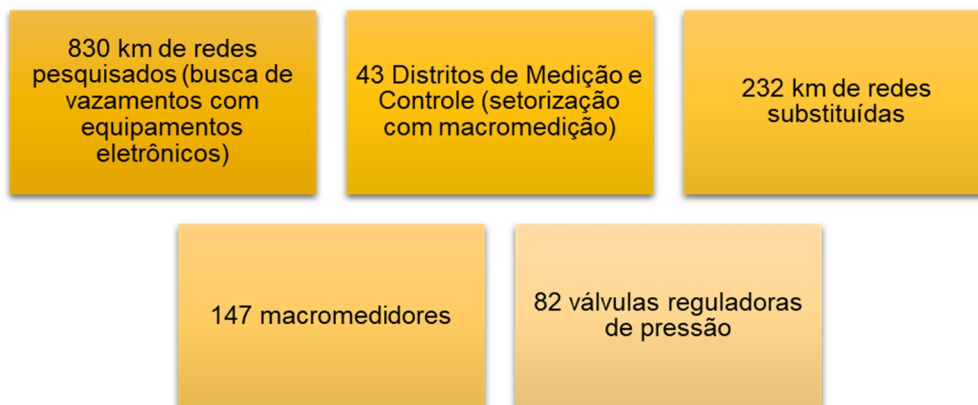 830 km de redes
pesquisados (busca de
vazamentos com
equipamentos
eletrônicos)
43 Distritos de Medição e
Controle (setorização
com macromedição)
232 km de redes
substituídas
147 macromedidores
82 válvulas reguladoras
de pressão